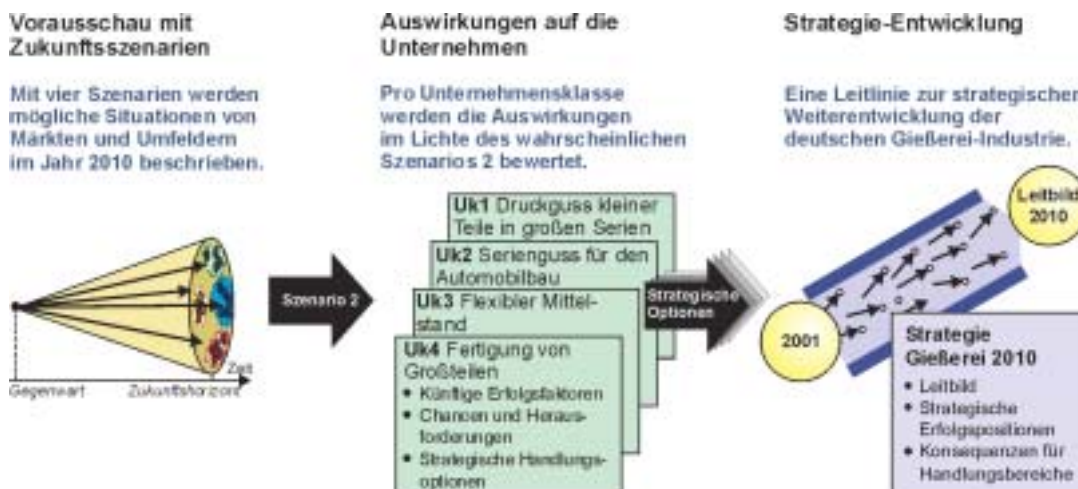 Vorausschau mit
Zukunftsszenarien
Mit vier Szenarien werden
mögliche Situationen von
Märkten und Umfeldern
im Jahr 2010 beschrieben.
Zeit
Gegenwart
Zukunftshorizont
Szenario 2
Auswirkungen auf die
Unternehmen
Pro Unternehmensklasse
werden die Auswirkungen
im Lichte des wahrscheinlichen
Szenarios 2 bewertet.
Uk1 Druckguss kleiner
Teile in großen Serien
Uk2 Serienguss für den
Automobilbau
Uk3 Flexibler Mittel-
stand
Uk4 Fertigung von
Großteilen
• Künftige Erfolgsfaktoren
• Chancen und Heraus-
forderungen
• Strategische Handlungs-
optionen
Strategische
Optionen
Strategie-Entwicklung
Eine Leitlinie zur strategischen
Weiterentwicklung der
deutschen Gießerei-Industrie.
Leitbild
2010
2001
Strategie
Gießerei 2010
• Leitbild
• Strategische
Erfolgspositionen
• Konsequenzen für
Handlungsbereiche